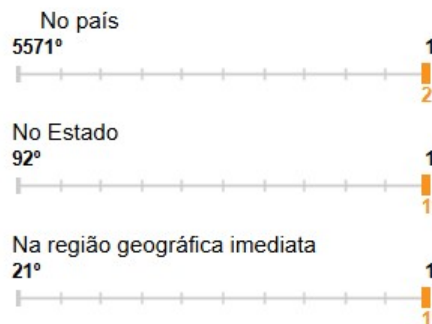 No país
5571º 1
2
No Estado
92º 1
1
Na região geográfica imediata
21º 1
1